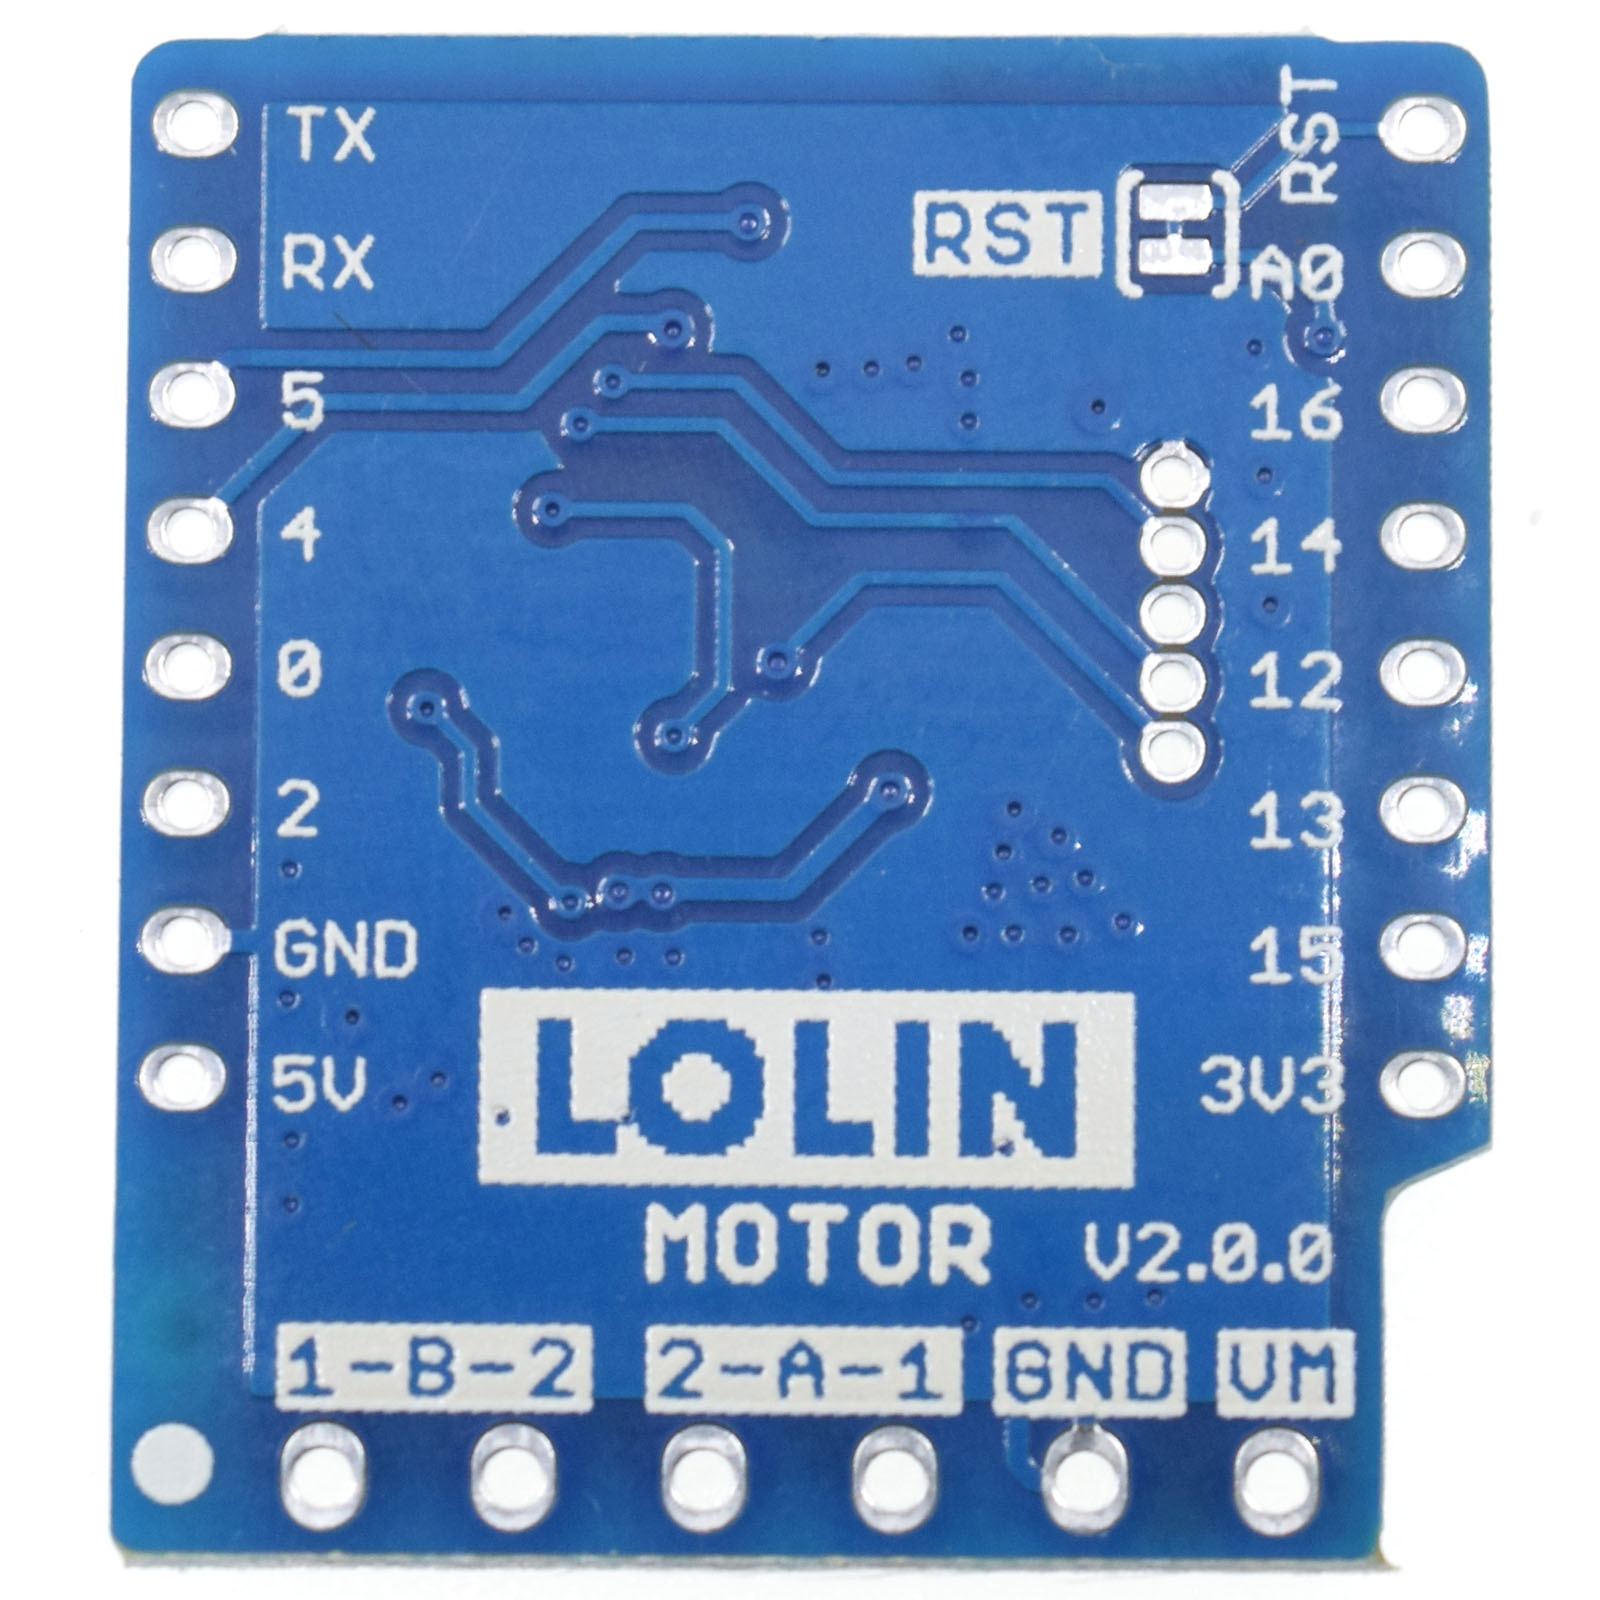 TX
RST
RX
RST
A0
5
16
4
14
0
12
2
13
GND
15
5V
3V3
LOLIN
MOTOR
V2.0.0
1-B-2
2-A-1
GND
VM